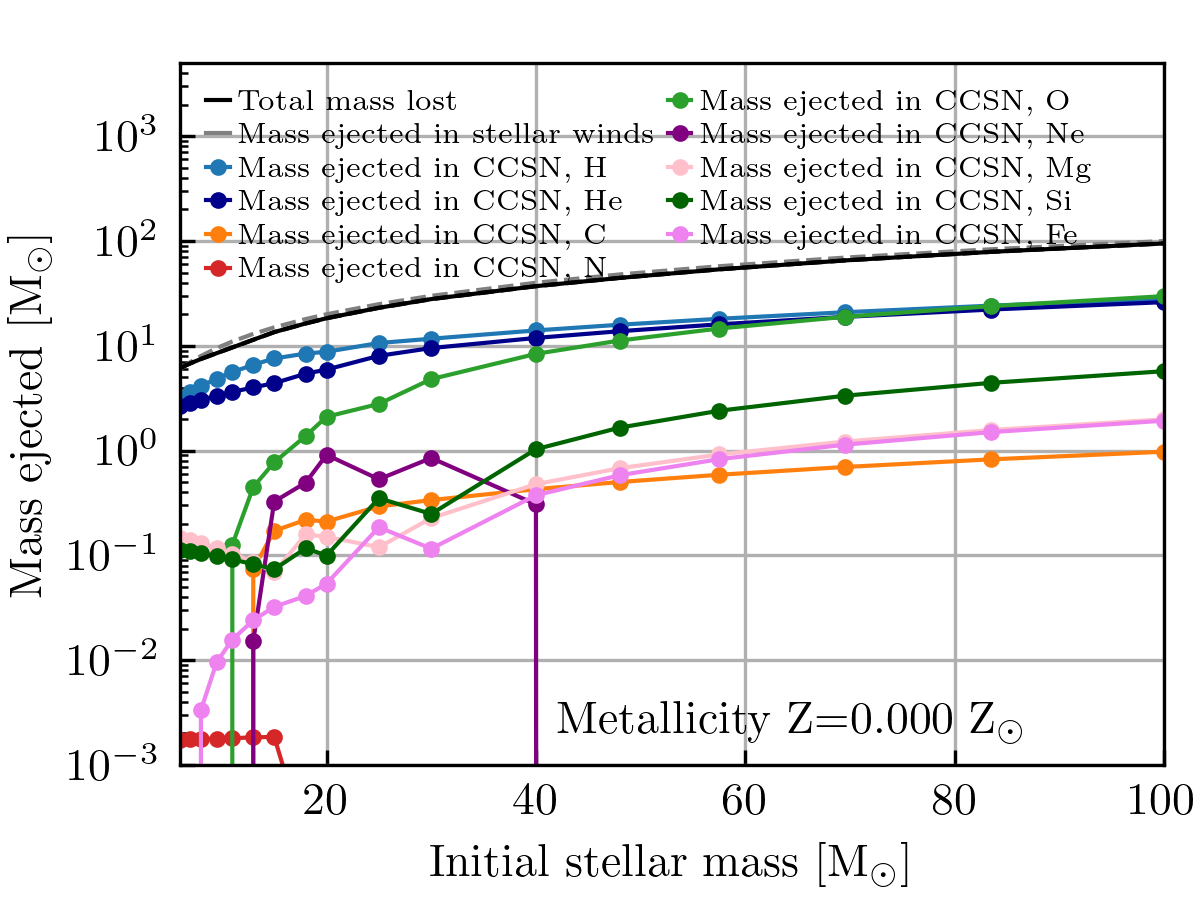 Total mass lost
Mass ejected in stellar winds
Mass ejected in CCSN, H
Mass ejected in CCSN, He
Mass ejected in CCSN, C
Mass ejected in CCSN, N
Mass ejected in CCSN, O
Mass ejected in CCSN, Ne
Mass ejected in CCSN, Mg
Mass ejected in CCSN, Si
Mass ejected in CCSN, Fe
Mass ejected [M⊙]
10³
10²
10¹
10⁰
10⁻¹
10⁻²
10⁻³
Metallicity Z=0.000 Z⊙
20 40 60 80 100
Initial stellar mass [M⊙]